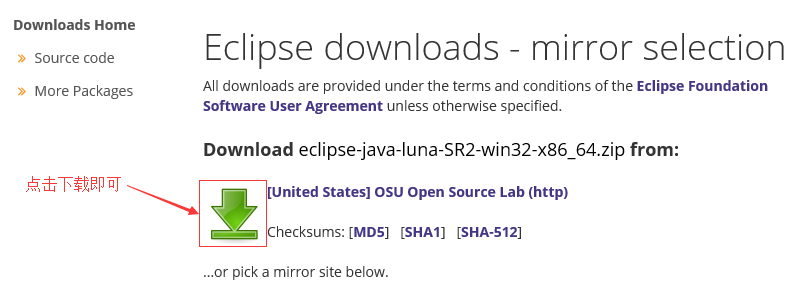 Downloads Home
Source code
More Packages
Eclipse downloads - mirror selection
All downloads are provided under the terms and conditions of the Eclipse Foundation
Software User Agreement unless otherwise specified.
Download eclipse-java-luna-SR2-win32-x86_64.zip from:
点击下载即可
[United States] OSU Open Source Lab (http)
Checksums: [MD5] [SHA1] [SHA-512]
...or pick a mirror site below.